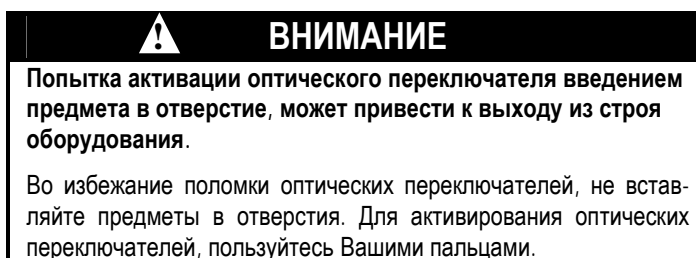 ВНИМАНИЕ
Попытка активации оптического переключателя введением
предмета в отверстие, может привести к выходу из строя
оборудования.
Во избежание поломки оптических переключателей, не встав-
ляйте предметы в отверстия. Для активирования оптических
переключателей, пользуйтесь Вашими пальцами.